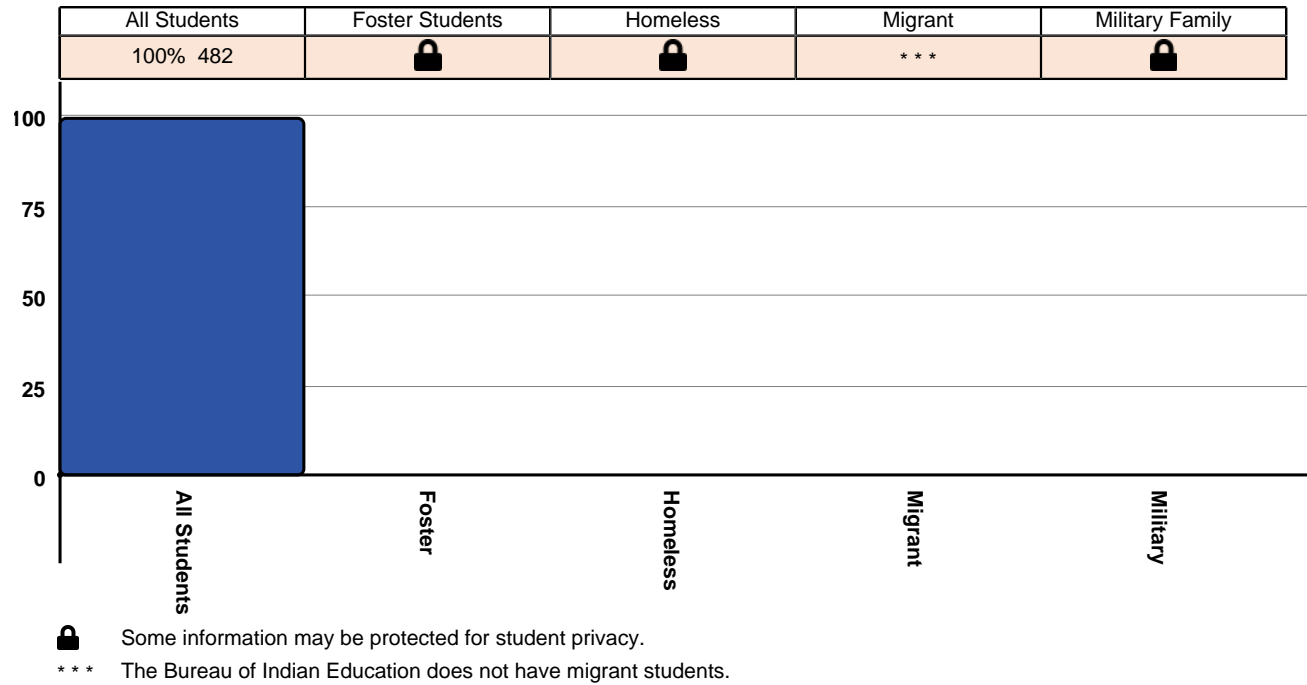 All Students Foster Students Homeless Migrant Military Family
100% 482 * * *
100
75
50
25
0
All Students
Foster
Homeless
Migrant
Military
Some information may be protected for student privacy.
* * * The Bureau of Indian Education does not have migrant students.